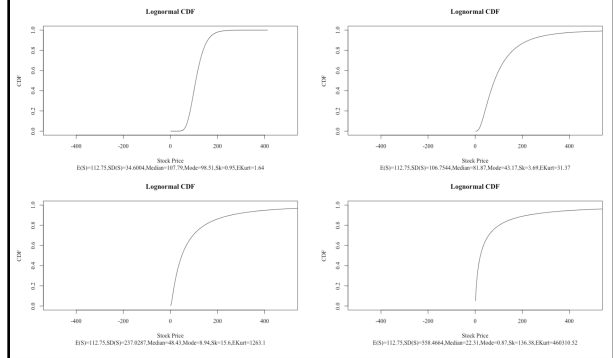 Lognormal CDF
CDF
0.0 0.2 0.4 0.6 0.8 1.0
-400 -200 0 200 400
Stock Price
E(S)=112.75,SD(S)=34.6004,Median=107.79,Mode=98.51,Sk=0.95,EKurt=1.64
Lognormal CDF
CDF
0.0 0.2 0.4 0.6 0.8 1.0
-400 -200 0 200 400
Stock Price
E(S)=112.75,SD(S)=106.7544,Median=81.87,Mode=43.17,Sk=3.69,EKurt=31.37
Lognormal CDF
CDF
0.0 0.2 0.4 0.6 0.8 1.0
-400 -200 0 200 400
Stock Price
E(S)=112.75,SD(S)=237.0287,Median=48.43,Mode=8.94,Sk=15.6,EKurt=1263.1
Lognormal CDF
CDF
0.0 0.2 0.4 0.6 0.8 1.0
-400 -200 0 200 400
Stock Price
E(S)=112.75,SD(S)=558.4664,Median=22.31,Mode=0.87,Sk=136.38,EKurt=460310.52